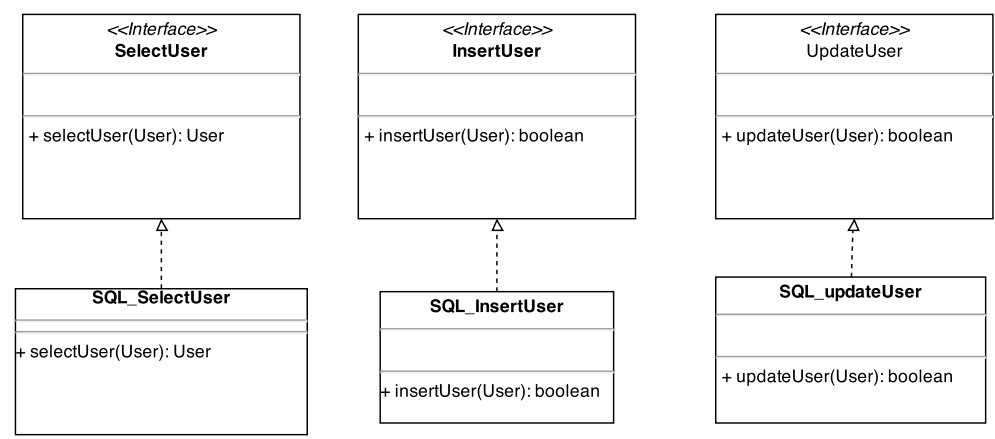 <<Interface>>
SelectUser
+ selectUser(User): User
<<Interface>>
InsertUser
+ insertUser(User): boolean
<<Interface>>
UpdateUser
+ updateUser(User): boolean
SQL_SelectUser
+ selectUser(User): User
SQL_InsertUser
+ insertUser(User): boolean
SQL_updateUser
+ updateUser(User): boolean